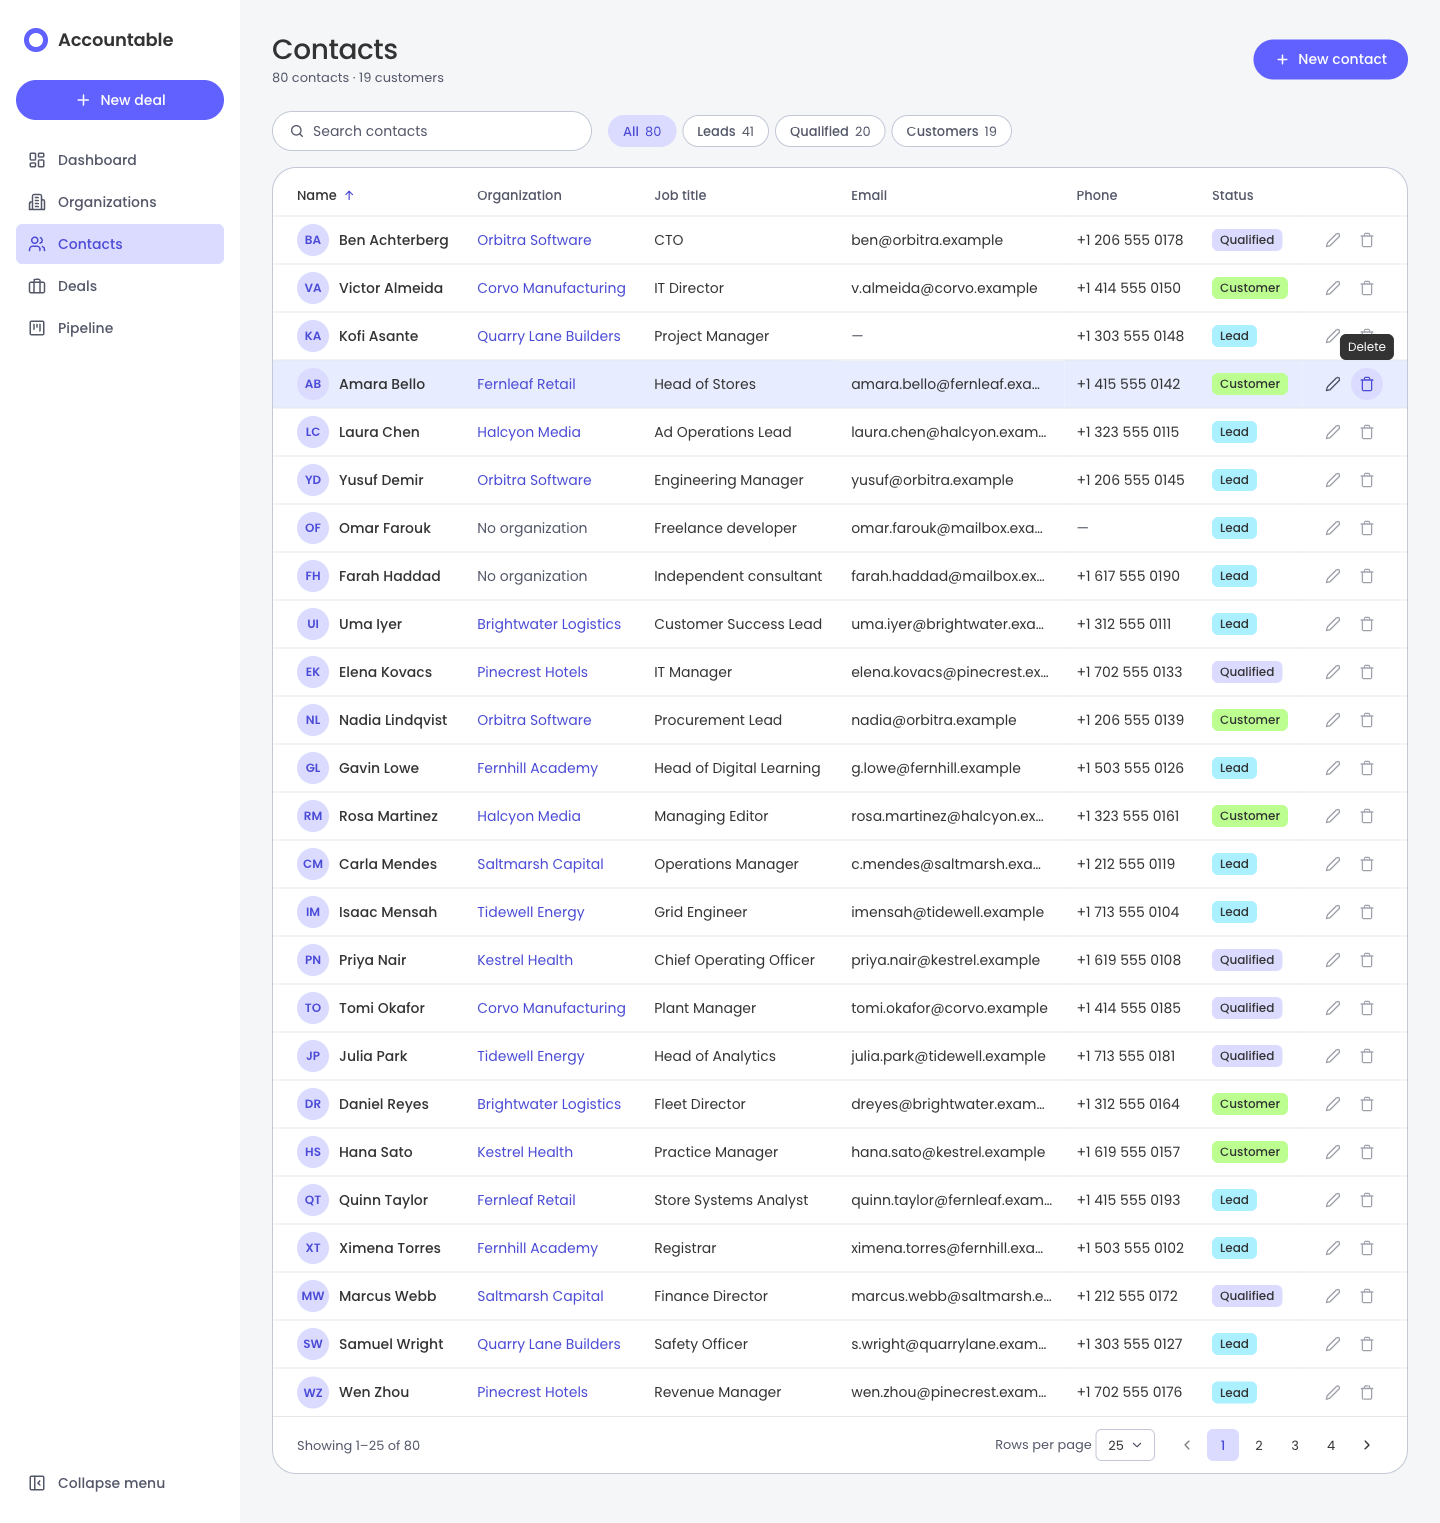 Accountable
New deal
Dashboard
Organizations
Contacts
Deals
Pipeline
Collapse menu
Contacts
80 contacts · 19 customers
New contact
Search contacts
All 80
Leads 41
Qualified 20
Customers 19
Name Organization Job title Email Phone Status
BA Ben Achterberg Orbitra Software CTO ben@orbitra.example +1 206 555 0178 Qualified
VA Victor Almeida Corvo Manufacturing IT Director v.almeida@corvo.example +1 414 555 0150 Customer
KA Kofi Asante Quarry Lane Builders Project Manager — +1 303 555 0148 Lead
Delete
AB Amara Bello Fernleaf Retail Head of Stores amara.bello@fernleaf.exa… +1 415 555 0142 Customer
LC Laura Chen Halcyon Media Ad Operations Lead laura.chen@halcyon.exam… +1 323 555 0115 Lead
YD Yusuf Demir Orbitra Software Engineering Manager yusuf@orbitra.example +1 206 555 0145 Lead
OF Omar Farouk No organization Freelance developer omar.farouk@mailbox.exa… — Lead
FH Farah Haddad No organization Independent consultant farah.haddad@mailbox.ex… +1 617 555 0190 Lead
UI Uma Iyer Brightwater Logistics Customer Success Lead uma.iyer@brightwater.exa… +1 312 555 0111 Lead
EK Elena Kovacs Pinecrest Hotels IT Manager elena.kovacs@pinecrest.ex… +1 702 555 0133 Qualified
NL Nadia Lindqvist Orbitra Software Procurement Lead nadia@orbitra.example +1 206 555 0139 Customer
GL Gavin Lowe Fernhill Academy Head of Digital Learning g.lowe@fernhill.example +1 503 555 0126 Lead
RM Rosa Martinez Halcyon Media Managing Editor rosa.martinez@halcyon.ex… +1 323 555 0161 Customer
CM Carla Mendes Saltmarsh Capital Operations Manager c.mendes@saltmarsh.exa… +1 212 555 0119 Lead
IM Isaac Mensah Tidewell Energy Grid Engineer imensah@tidewell.example +1 713 555 0104 Lead
PN Priya Nair Kestrel Health Chief Operating Officer priya.nair@kestrel.example +1 619 555 0108 Qualified
TO Tomi Okafor Corvo Manufacturing Plant Manager tomi.okafor@corvo.example +1 414 555 0185 Qualified
JP Julia Park Tidewell Energy Head of Analytics julia.park@tidewell.example +1 713 555 0181 Qualified
DR Daniel Reyes Brightwater Logistics Fleet Director dreyes@brightwater.exam… +1 312 555 0164 Customer
HS Hana Sato Kestrel Health Practice Manager hana.sato@kestrel.example +1 619 555 0157 Customer
QT Quinn Taylor Fernleaf Retail Store Systems Analyst quinn.taylor@fernleaf.exam… +1 415 555 0193 Lead
XT Ximena Torres Fernhill Academy Registrar ximena.torres@fernhill.exa… +1 503 555 0102 Lead
MW Marcus Webb Saltmarsh Capital Finance Director marcus.webb@saltmarsh.e… +1 212 555 0172 Qualified
SW Samuel Wright Quarry Lane Builders Safety Officer s.wright@quarrylane.exam… +1 303 555 0127 Lead
WZ Wen Zhou Pinecrest Hotels Revenue Manager wen.zhou@pinecrest.exam… +1 702 555 0176 Lead
Showing 1–25 of 80
Rows per page 25
1 2 3 4